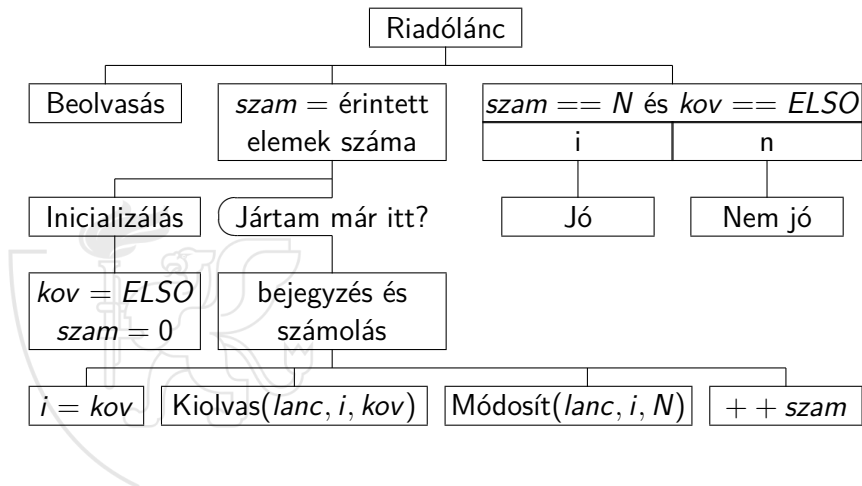 Riadólánc
Beolvasás
szam = érintett
elemek száma
szam == N és kov == ELSO
i
n
Inicializálás
Jártam már itt?
Jó
Nem jó
kov = ELSO
szam = 0
bejegyzés és
számolás
i = kov
Kiolvas(lanc, i, kov)
Módosít(lanc, i, N)
+ + szam